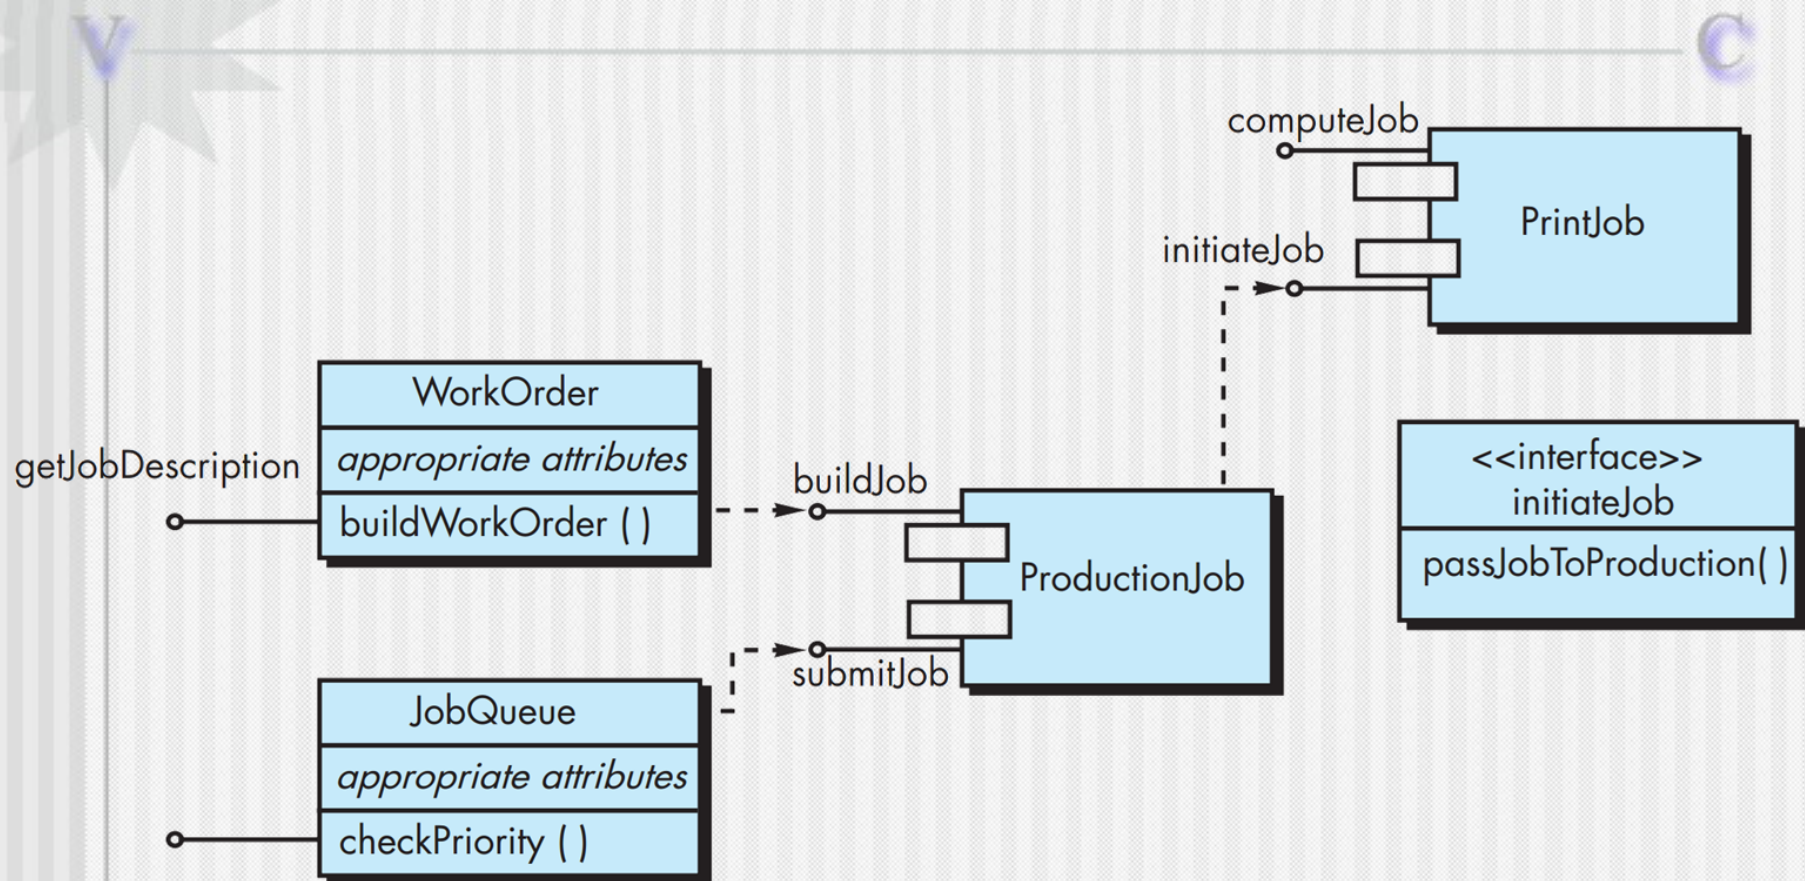 V
C
computeJob
PrintJob
initiateJob
WorkOrder
appropriate attributes
getJobDescription
buildWorkOrder ( )
buildJob
ProductionJob
submitJob
<<interface>>
initiateJob
passJobToProduction( )
JobQueue
appropriate attributes
checkPriority ( )